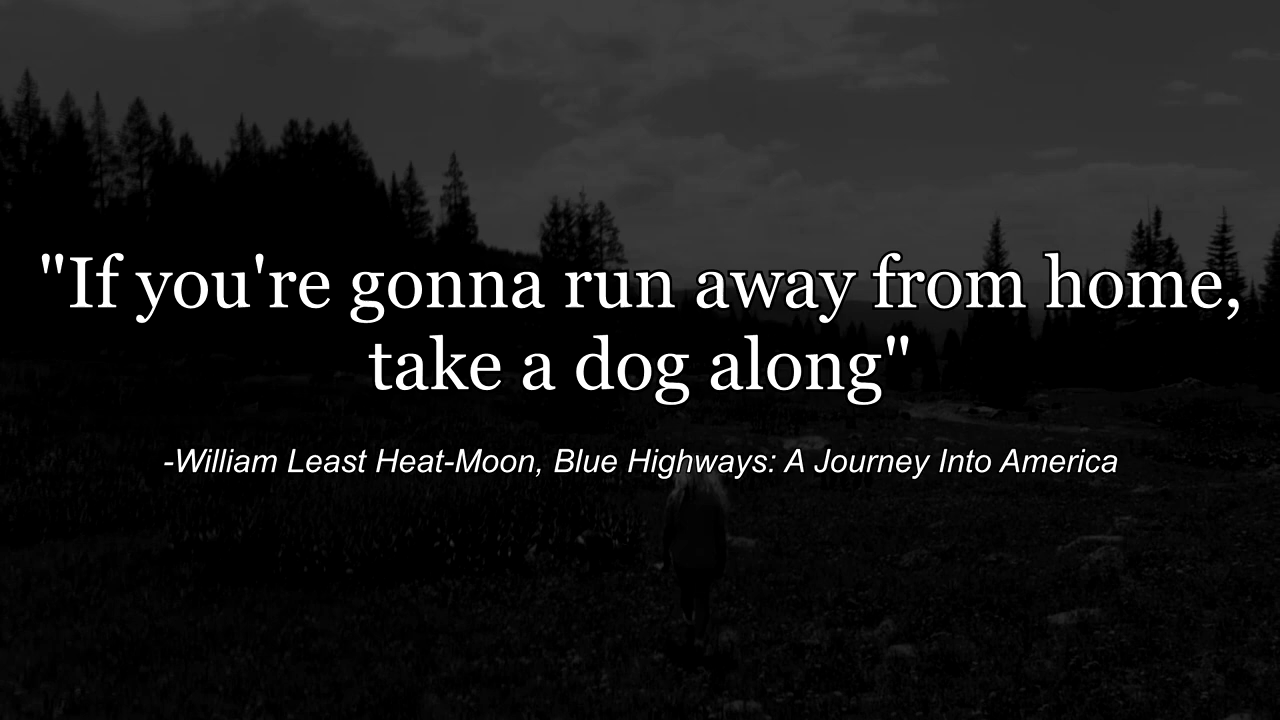 "If you're gonna run away from home,
take a dog along"
-William Least Heat-Moon, Blue Highways: A Journey Into America